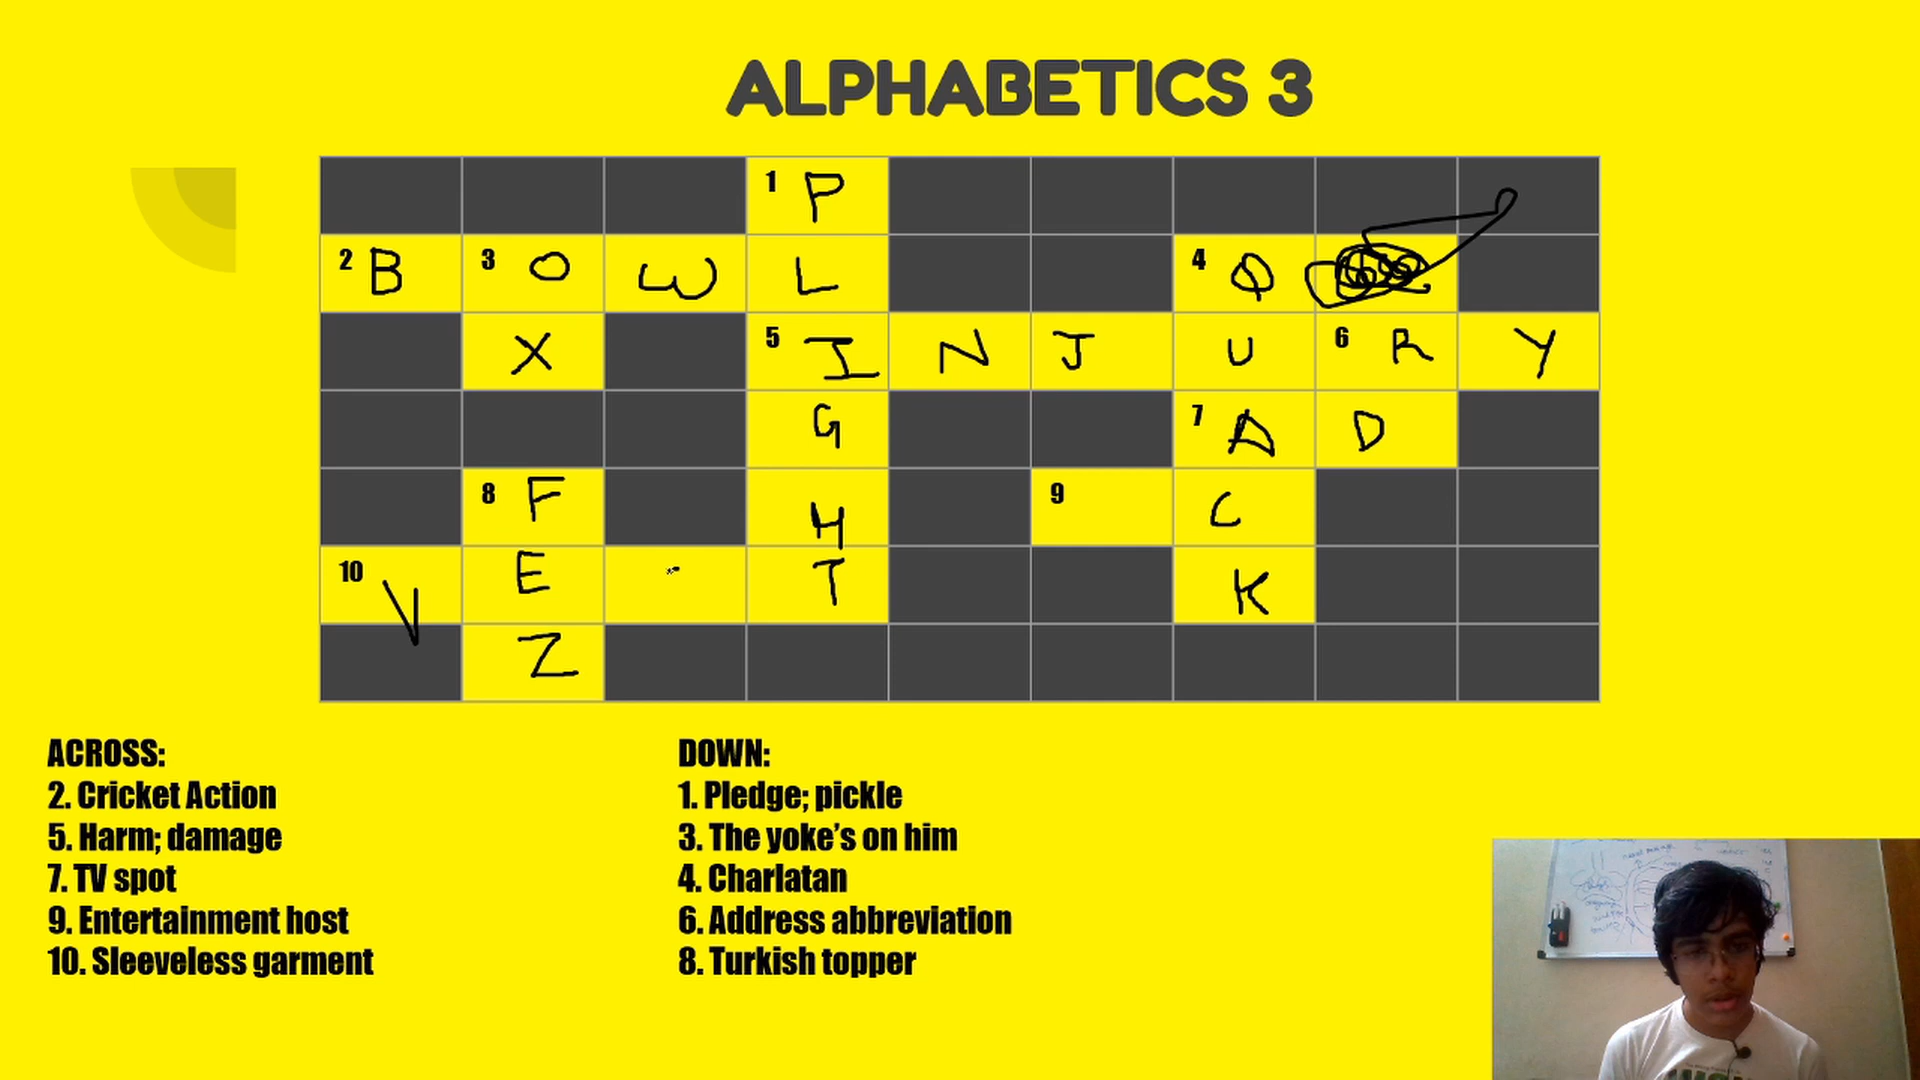 ALPHABETICS 3
1 P
2 B 3 O W L 4 Q
X 5 I N J U 6 R Y
G 7 A D
8 F H 9 C
10 V E T K
Z
ACROSS:
2. Cricket Action
5. Harm; damage
7. TV spot
9. Entertainment host
10. Sleeveless garment
DOWN:
1. Pledge; pickle
3. The yoke's on him
4. Charlatan
6. Address abbreviation
8. Turkish topper